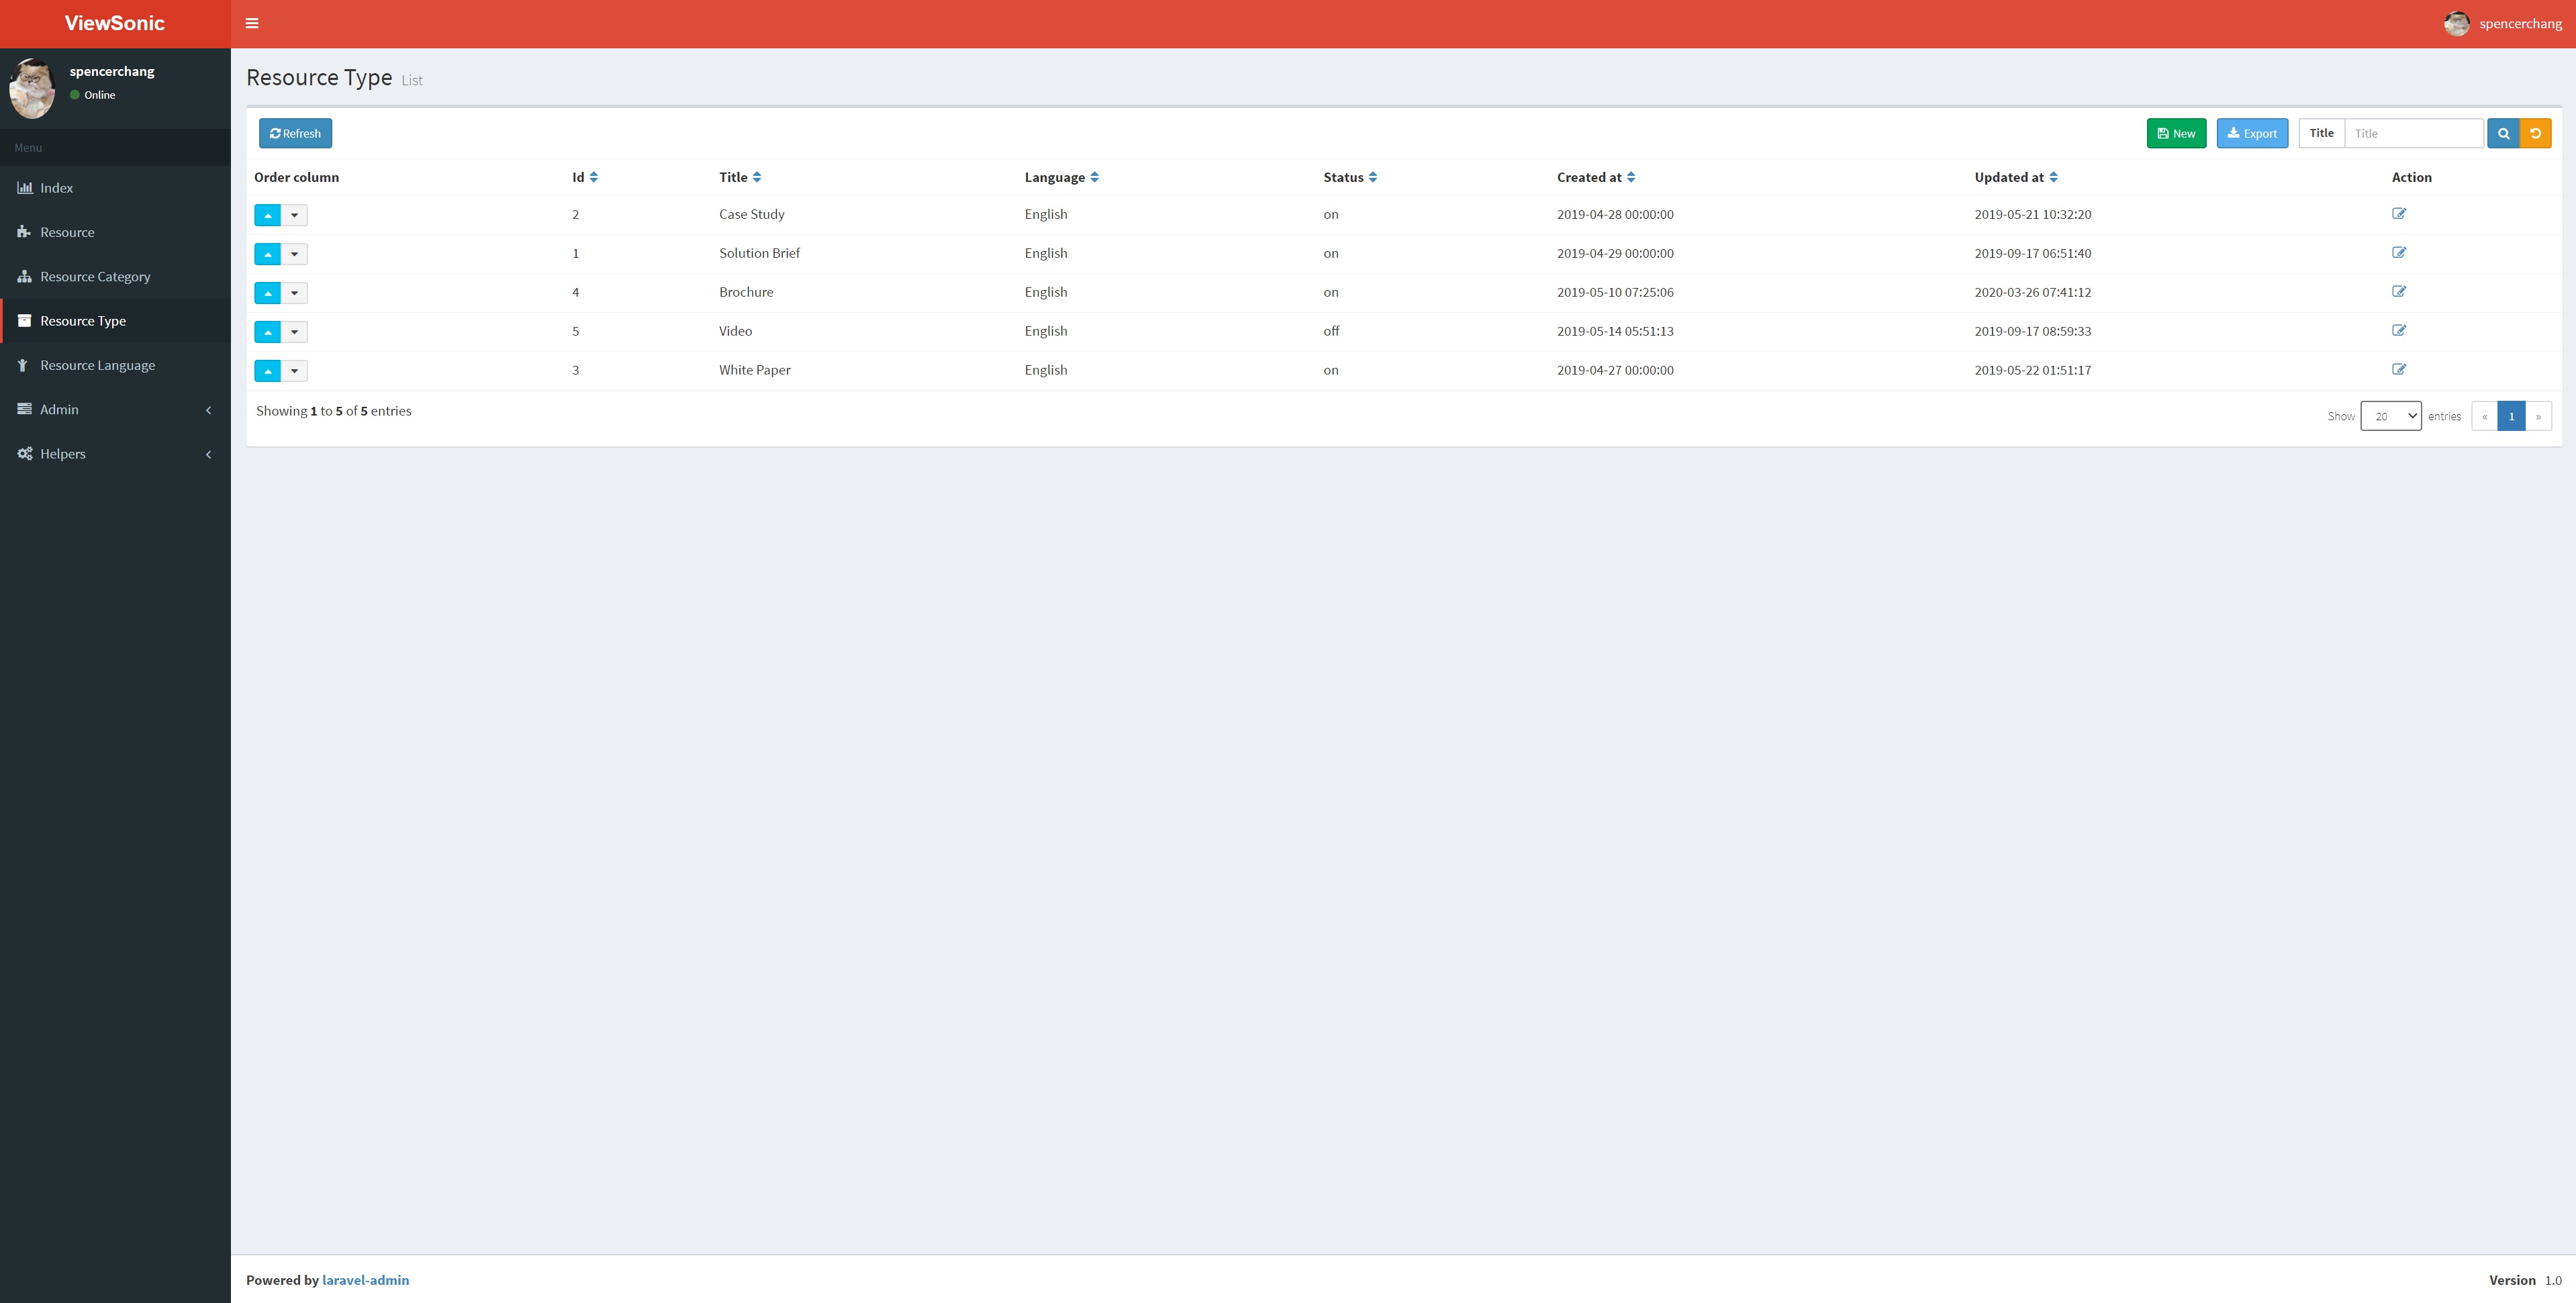 ViewSonic
spencerchang
spencerchang
Online
Menu
Index
Resource
Resource Category
Resource Type
Resource Language
Admin
Helpers
Resource Type List
Refresh
New Export Title Title
Order column Id Title Language Status Created at Updated at Action
2 Case Study English on 2019-04-28 00:00:00 2019-05-21 10:32:20
1 Solution Brief English on 2019-04-29 00:00:00 2019-09-17 06:51:40
4 Brochure English on 2019-05-10 07:25:06 2020-03-26 07:41:12
5 Video English off 2019-05-14 05:51:13 2019-09-17 08:59:33
3 White Paper English on 2019-04-27 00:00:00 2019-05-22 01:51:17
Showing 1 to 5 of 5 entries
Show 20 entries « 1 »
Powered by laravel-admin
Version 1.0